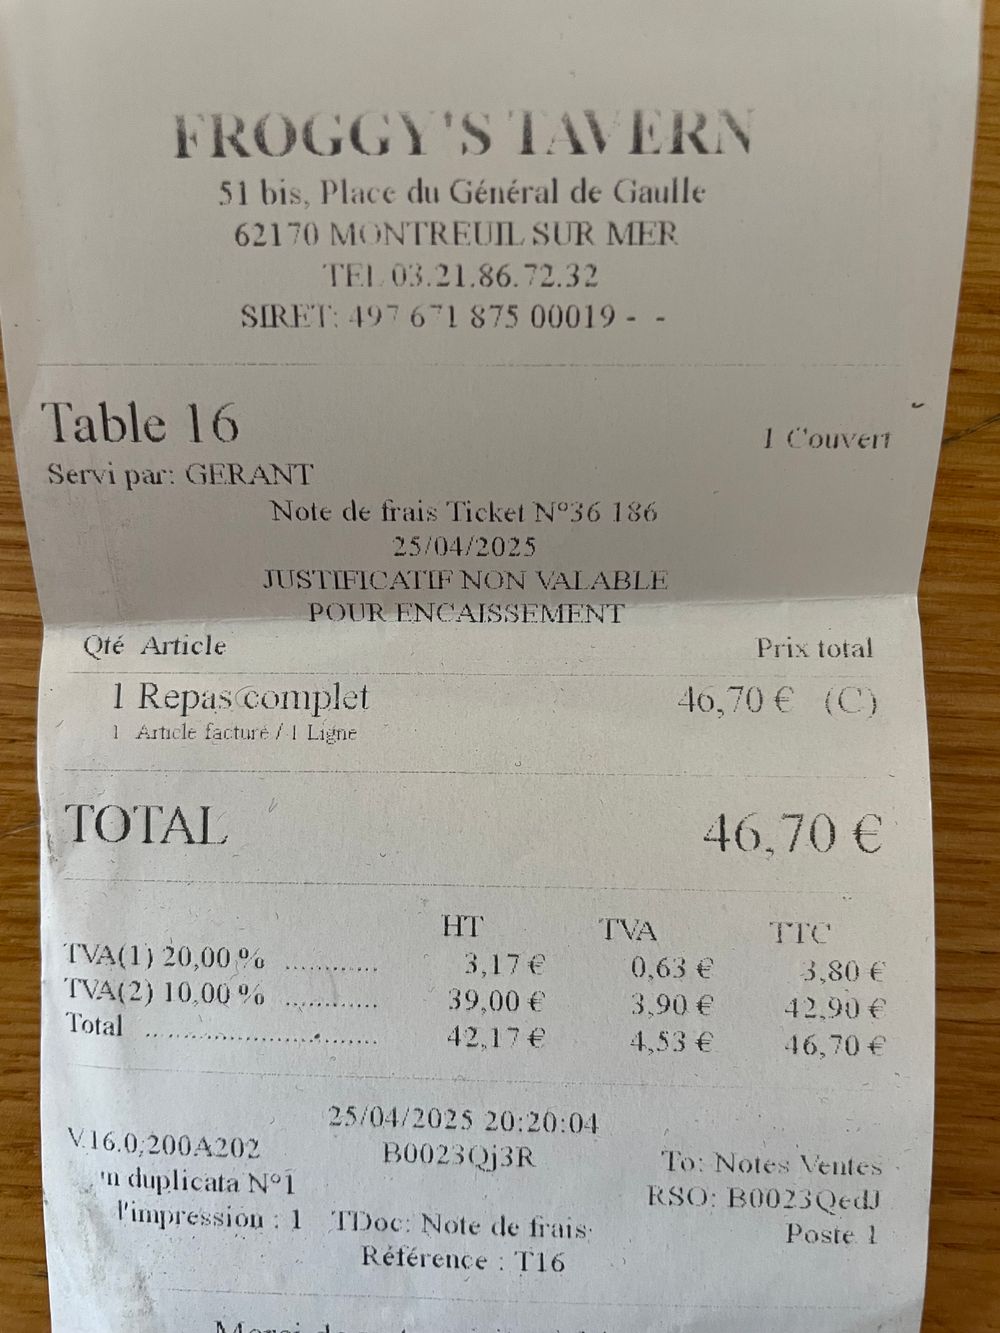 FROGGY'S TAVERN
51 bis, Place du Général de Gaulle
62170 MONTREUIL SUR MER
TEL 03.21.86.72.32
SIRET: 497 671 875 00019 - -
Table 16 1 Couvert
Servi par: GERANT
Note de frais Ticket N°36 186
25/04/2025
JUSTIFICATIF NON VALABLE
POUR ENCAISSEMENT
Qté Article Prix total
1 Repas complet 46,70 € (C)
1 Article facturé / 1 Ligne
TOTAL 46,70 €
HT TVA TTC
TVA(1) 20,00 % ............ 3,17 € 0,63 € 3,80 €
TVA(2) 10,00 % ............ 39,00 € 3,90 € 42,90 €
Total .............................. 42,17 € 4,53 € 46,70 €
25/04/2025 20:20:04
V.16.0.200A202 B0023Qj3R To: Notes Ventes
n duplicata N°1 RSO: B0023QedJ
l'impression : 1 TDoc: Note de frais Poste 1
Référence : T16